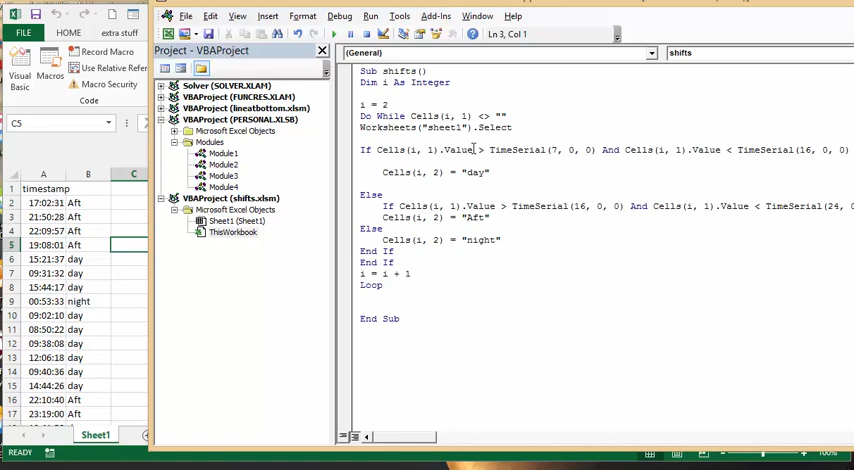 File Edit View Insert Format Debug Run Tools Add-Ins Window Help
Ln 3, Col 1
FILE HOME
Visual Basic
Macros
Record Macro
Use Relative Refer
Macro Security
Code
C5
A B C
1 timestamp
2 17:02:31 Aft
3 21:50:28 Aft
4 22:09:57 Aft
5 19:08:01 Aft
6 15:21:37 day
7 09:31:32 day
8 15:44:17 day
9 00:53:33 night
10 09:02:10 day
11 08:50:22 day
12 09:38:08 day
13 12:06:18 day
14 09:36:44 day
15 14:44:26 day
16 22:10:40 Aft
17 23:19:00 Aft
Sheet1
READY
100%
Project - VBAProject
Solver (SOLVER.XLAM)
VBAProject (FUNCRES.XLAM)
VBAProject (lineatbottom.xlsm)
VBAProject (PERSONAL.XLSB)
Microsoft Excel Objects
Modules
Module1
Module2
Module3
Module4
VBAProject (shifts.xlsm)
Microsoft Excel Objects
Sheet1 (Sheet1)
ThisWorkbook
(General)
shifts
Sub shifts()
Dim i As Integer
i = 2
Do While Cells(i, 1) <> ""
Worksheets("sheet1").Select
If Cells(i, 1).Value > TimeSerial(7, 0, 0) And Cells(i, 1).Value < TimeSerial(16, 0, 0)
Cells(i, 2) = "day"
Else
If Cells(i, 1).Value > TimeSerial(16, 0, 0) And Cells(i, 1).Value < TimeSerial(24, 0
Cells(i, 2) = "Aft"
Else
Cells(i, 2) = "night"
End If
End If
i = i + 1
Loop
End Sub